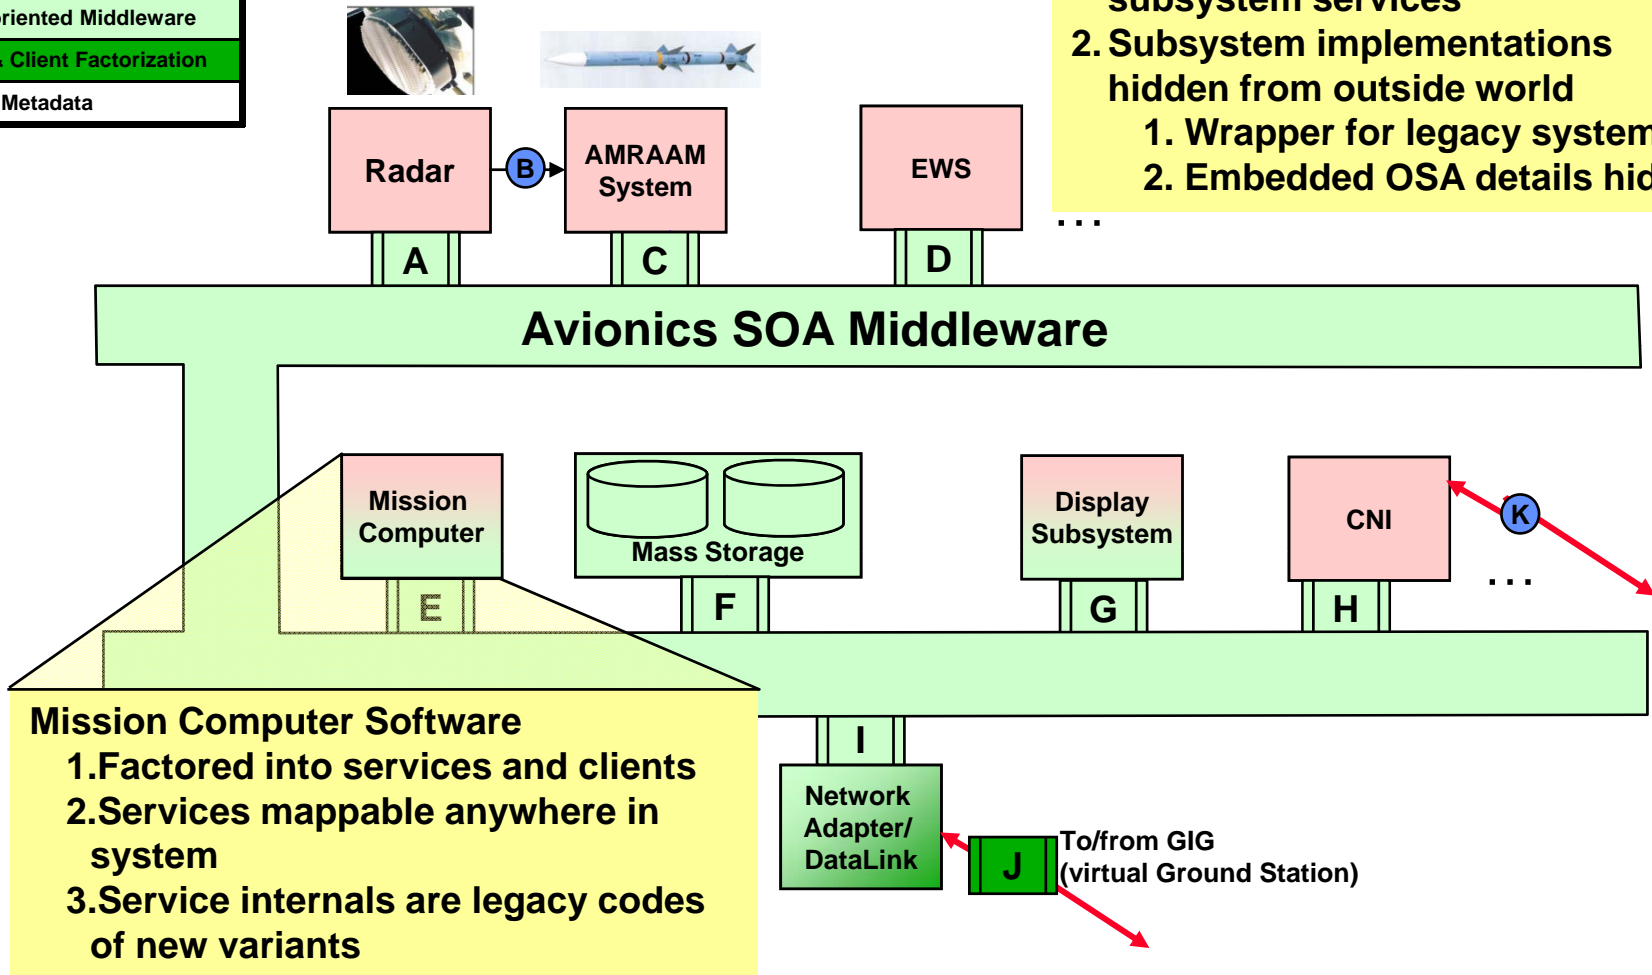 oriented Middleware
& Client Factorization
Metadata
subsystem services
2. Subsystem implementations
hidden from outside world
1. Wrapper for legacy system
2. Embedded OSA details hid
Radar
B
AMRAAM
System
EWS
...
A
C
D
Avionics SOA Middleware
Mission
Computer
Mass Storage
Display
Subsystem
CNI
K
...
E
F
G
H
Mission Computer Software
1.Factored into services and clients
2.Services mappable anywhere in
system
3.Service internals are legacy codes
of new variants
I
Network
Adapter/
DataLink
J
To/from GIG
(virtual Ground Station)